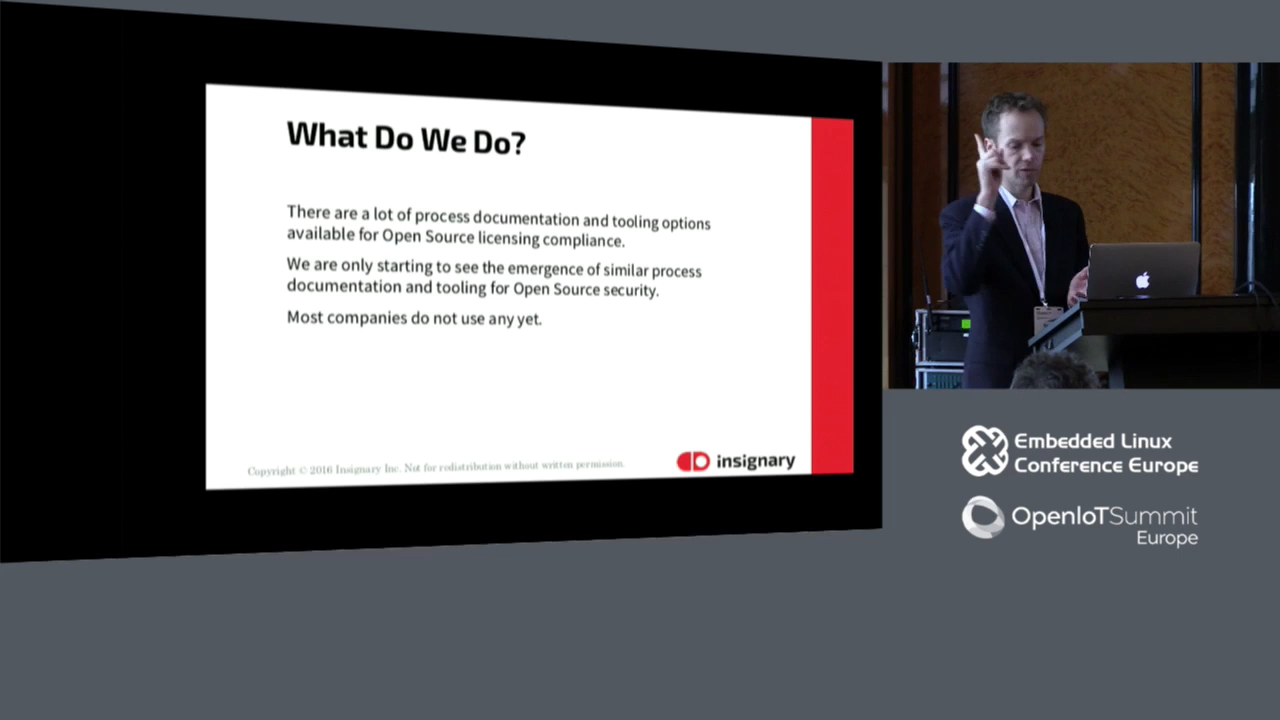 What Do We Do?
There are a lot of process documentation and tooling options
available for Open Source licensing compliance.
We are only starting to see the emergence of similar process
documentation and tooling for Open Source security.
Most companies do not use any yet.
Copyright © 2016 Insignary Inc. Not for redistribution without written permission.
insignary
Embedded Linux
Conference Europe
OpenIoTSummit
Europe